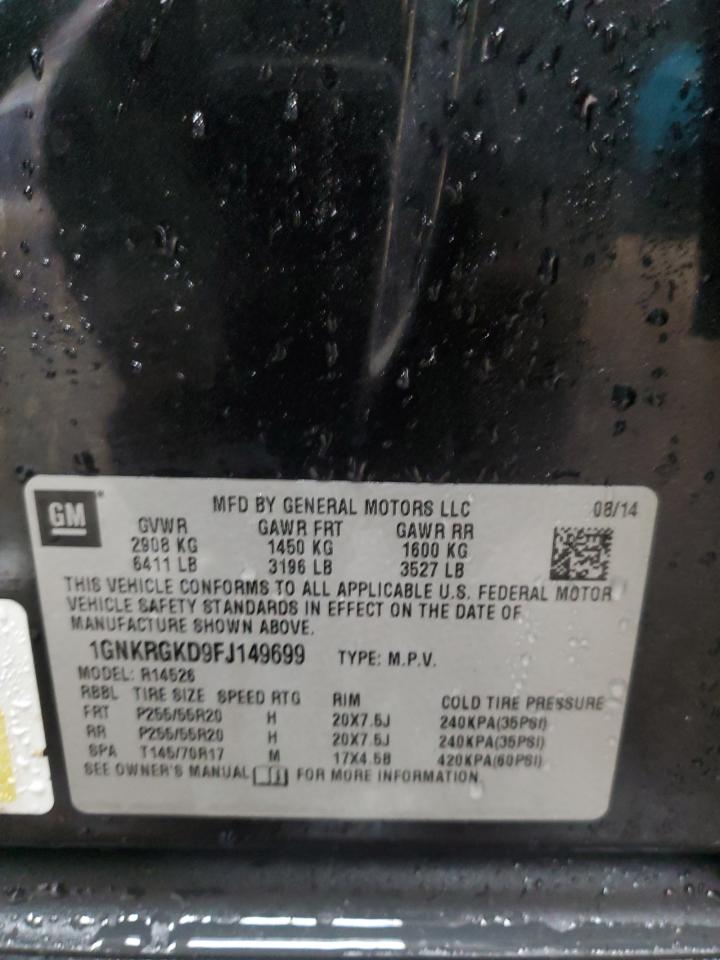 GM
MFD BY GENERAL MOTORS LLC 08/14
GVWR GAWR FRT GAWR RR
2908 KG 1450 KG 1600 KG
6411 LB 3196 LB 3527 LB
THIS VEHICLE CONFORMS TO ALL APPLICABLE U.S. FEDERAL MOTOR
VEHICLE SAFETY STANDARDS IN EFFECT ON THE DATE OF
MANUFACTURE SHOWN ABOVE.
1GNKRGKD9FJ149699 TYPE: M.P.V.
MODEL: R14526
RBBL TIRE SIZE SPEED RTG RIM COLD TIRE PRESSURE
FRT P255/55R20 H 20X7.5J 240KPA(35PSI)
RR P255/55R20 H 20X7.5J 240KPA(35PSI)
SPA T145/70R17 M 17X4.5B 420KPA(60PSI)
SEE OWNER'S MANUAL FOR MORE INFORMATION